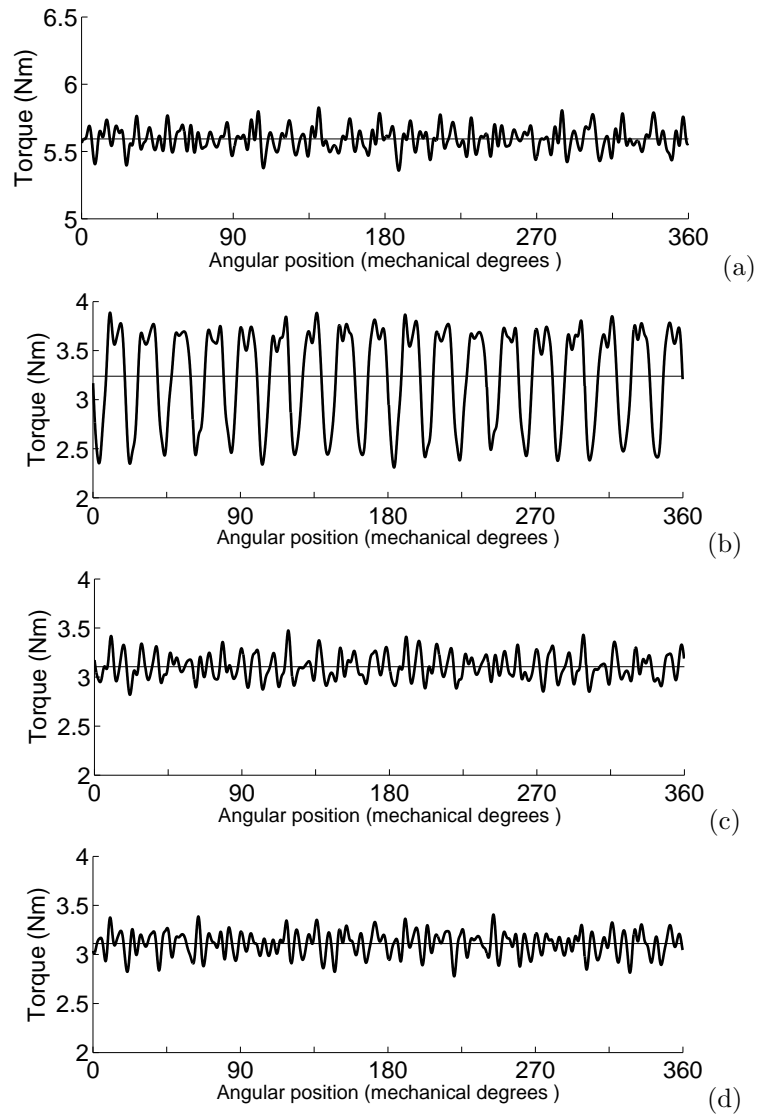 6.5
6
5.5
5
Torque (Nm)
0 90 180 270 360
Angular position (mechanical degrees )
(a)
4
3.5
3
2.5
2
Torque (Nm)
0 90 180 270 360
Angular position (mechanical degrees )
(b)
4
3.5
3
2.5
2
Torque (Nm)
0 90 180 270 360
Angular position (mechanical degrees )
(c)
4
3.5
3
2.5
2
Torque (Nm)
0 90 180 270 360
Angular position (mechanical degrees )
(d)